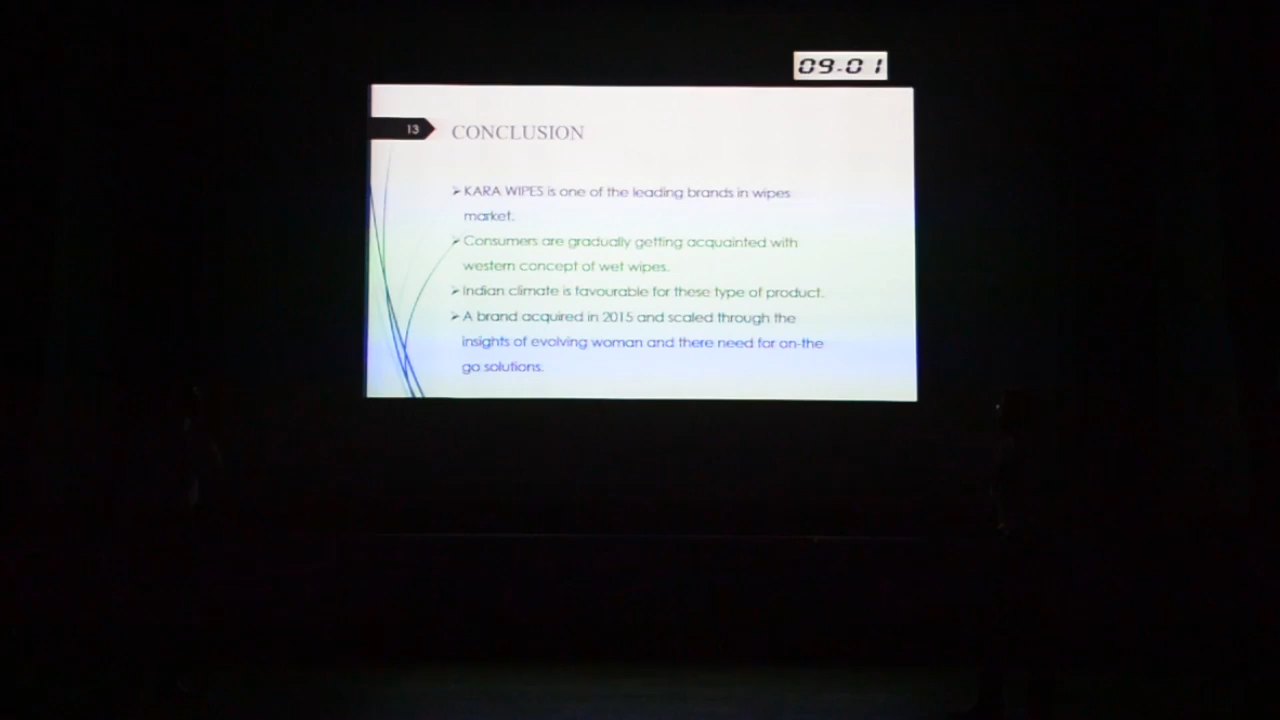 09-01
13
CONCLUSION
➢KARA WIPES is one of the leading brands in wipes
market.
➢Consumers are gradually getting acquainted with
western concept of wet wipes.
➢Indian climate is favourable for these type of product.
➢A brand acquired in 2015 and scaled through the
insights of evolving woman and there need for on-the
go solutions.